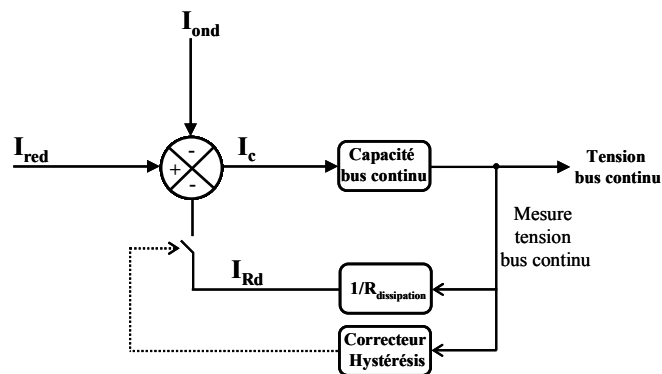 I_ond
I_red
+
-
-
I_c
Capacité
bus continu
Tension
bus continu
Mesure
tension
bus continu
I_Rd
1/R_dissipation
Correcteur
Hystérésis